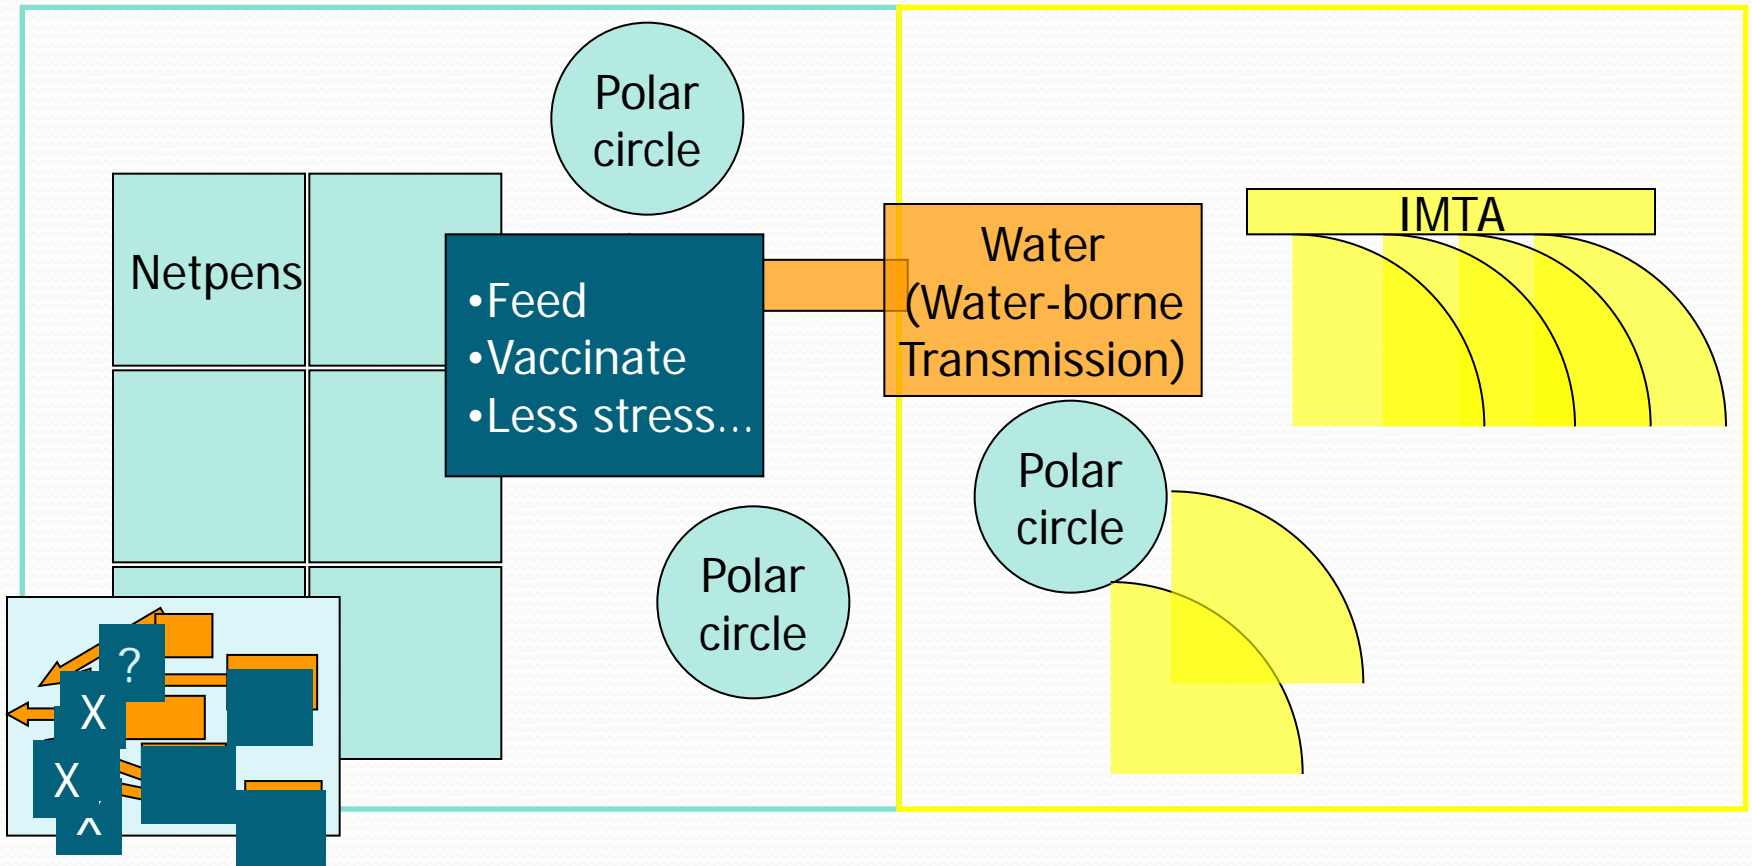 Polar
circle
Netpens
•Feed
•Vaccinate
•Less stress...
Water
(Water-borne
Transmission)
IMTA
Polar
circle
Polar
circle
?
X
X